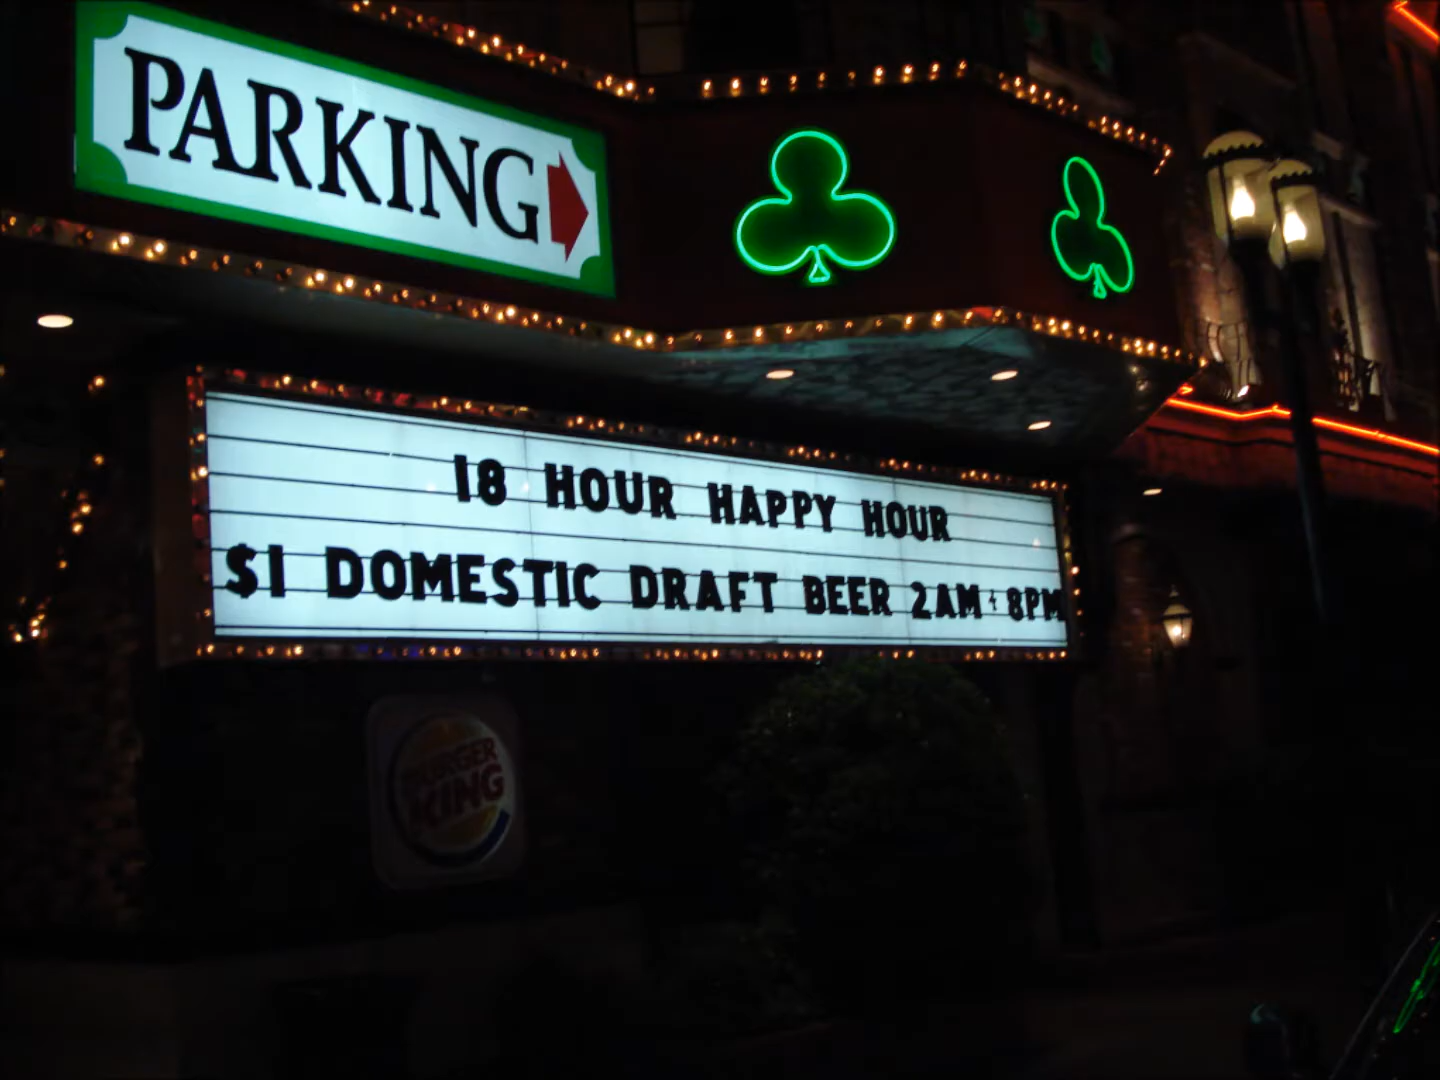 PARKING
18 HOUR HAPPY HOUR
$1 DOMESTIC DRAFT BEER 2AM - 8PM
BURGER
KING